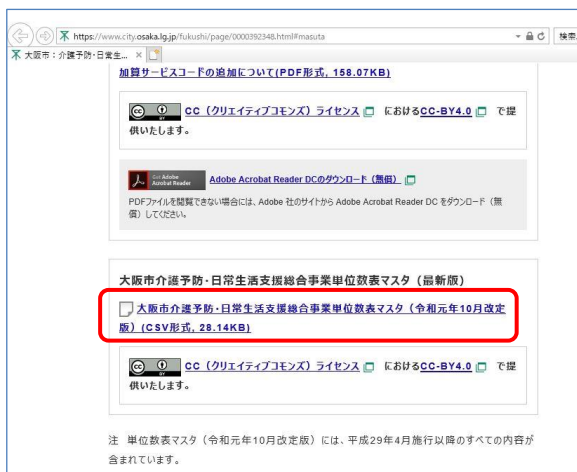 https://www.city.osaka.lg.jp/fukushi/page/0000392348.html#masuta
検索
大阪市：介護予防・日常生...
加算サービスコードの追加について(PDF形式, 158.07KB)
CC（クリエイティブコモンズ）ライセンス における CC-BY4.0 で提
供いたします。
Get Adobe Acrobat Reader
Adobe Acrobat Reader DCのダウンロード（無償）
PDFファイルを閲覧できない場合には、Adobe 社のサイトから Adobe Acrobat Reader DC をダウンロード（無
償）してください。
大阪市介護予防・日常生活支援総合事業単位数表マスタ（最新版）
大阪市介護予防・日常生活支援総合事業単位数表マスタ（令和元年10月改定
版）(CSV形式, 28.14KB)
CC（クリエイティブコモンズ）ライセンス における CC-BY4.0 で提
供いたします。
注 単位数表マスタ（令和元年10月改定版）には、平成29年4月施行以降のすべての内容が
含まれています。